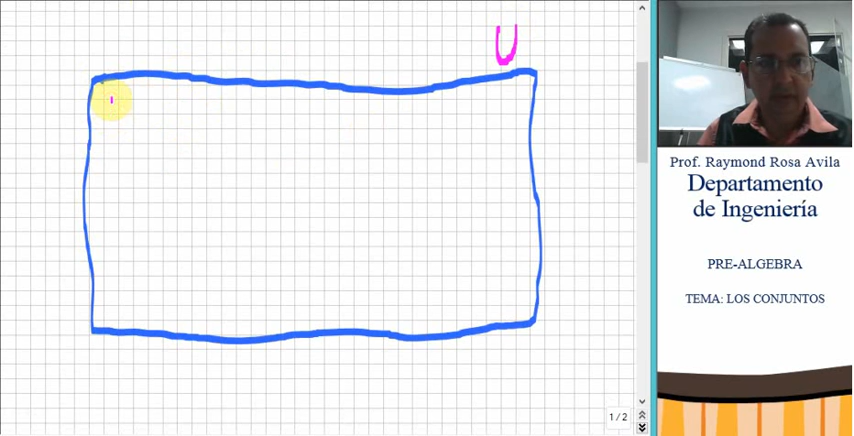 U
Prof. Raymond Rosa Avila
Departamento
de Ingeniería
PRE-ALGEBRA
TEMA: LOS CONJUNTOS
1 / 2